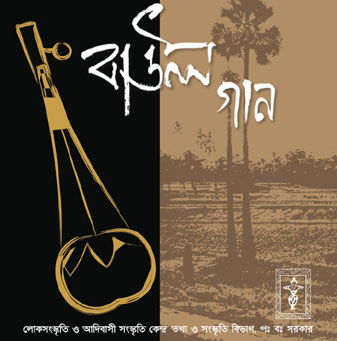 বাউল
গান
লোকসংস্কৃতি ও আদিবাসী সংস্কৃতি কেন্দ্র তথ্য ও সংস্কৃতি বিভাগ, পঃ বঃ সরকার